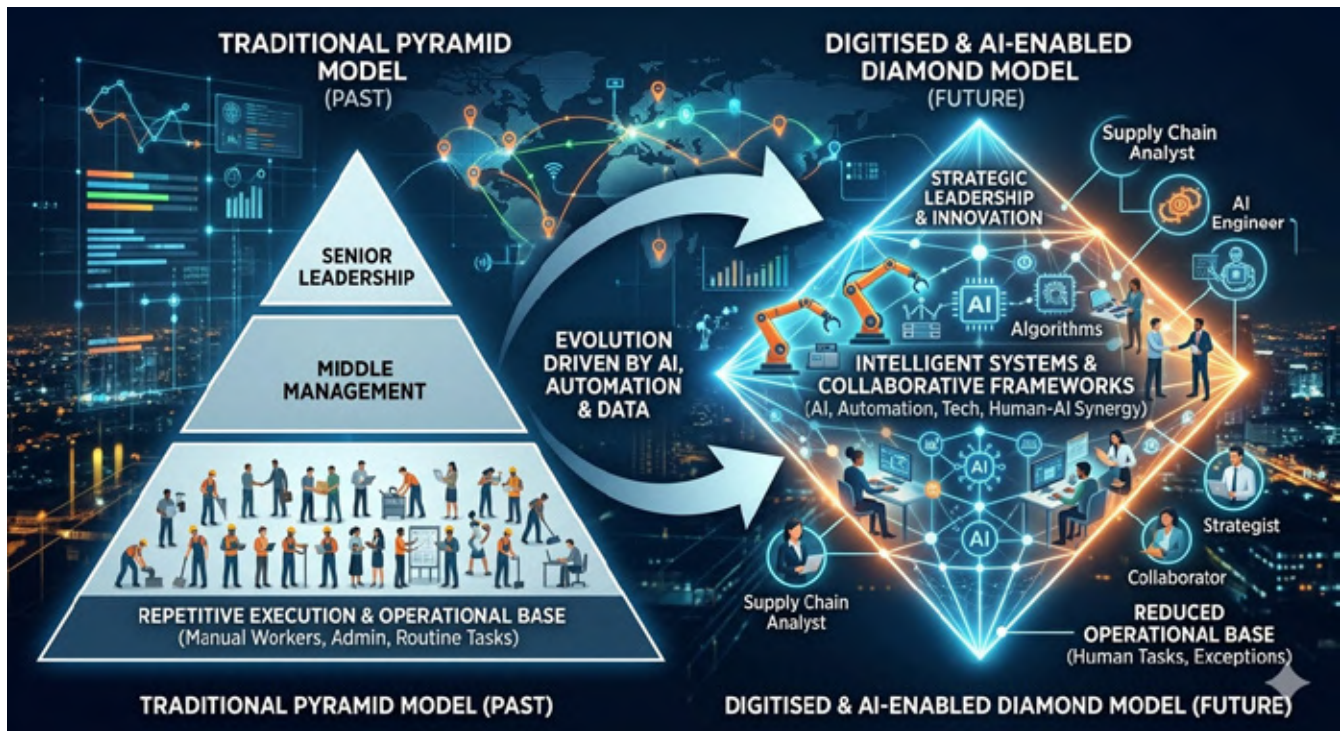 TRADITIONAL PYRAMID
MODEL
(PAST)
SENIOR
LEADERSHIP
MIDDLE
MANAGEMENT
REPETITIVE EXECUTION & OPERATIONAL BASE
(Manual Workers, Admin, Routine Tasks)
TRADITIONAL PYRAMID MODEL (PAST)
EVOLUTION
DRIVEN BY AI,
AUTOMATION
& DATA
DIGITISED & AI-ENABLED
DIAMOND MODEL
(FUTURE)
STRATEGIC
LEADERSHIP
& INNOVATION
Supply Chain
Analyst
AI
Engineer
AI
Algorithms
INTELLIGENT SYSTEMS &
COLLABORATIVE FRAMEWORKS
(AI, Automation, Tech, Human-AI Synergy)
AI
AI
Strategist
Collaborator
Supply Chain
Analyst
REDUCED
OPERATIONAL BASE
(Human Tasks, Exceptions)
DIGITISED & AI-ENABLED DIAMOND MODEL (FUTURE)